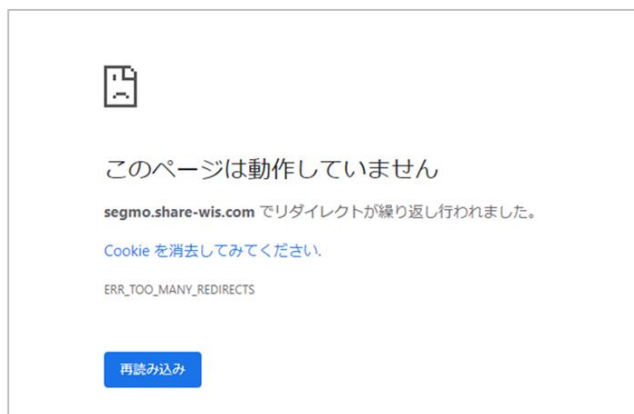 このページは動作していません
segmo.share-wis.com でリダイレクトが繰り返し行われました。
Cookie を消去してみてください.
ERR_TOO_MANY_REDIRECTS
再読み込み